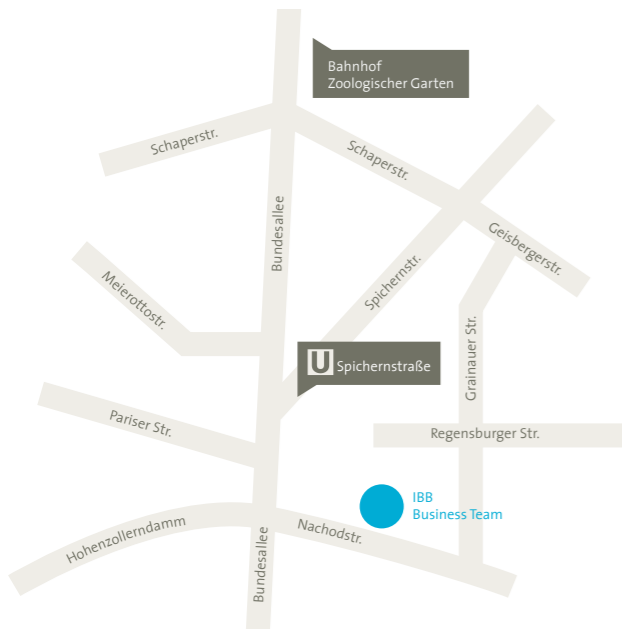 Bahnhof
Zoologischer Garten
Schaperstr.
Schaperstr.
Bundesallee
Geisbergerstr.
Spichernstr.
Meierottostr.
Grainauer Str.
U Spichernstraße
Pariser Str.
Regensburger Str.
IBB
Business Team
Hohenzollerndamm
Nachodstr.
Bundesallee